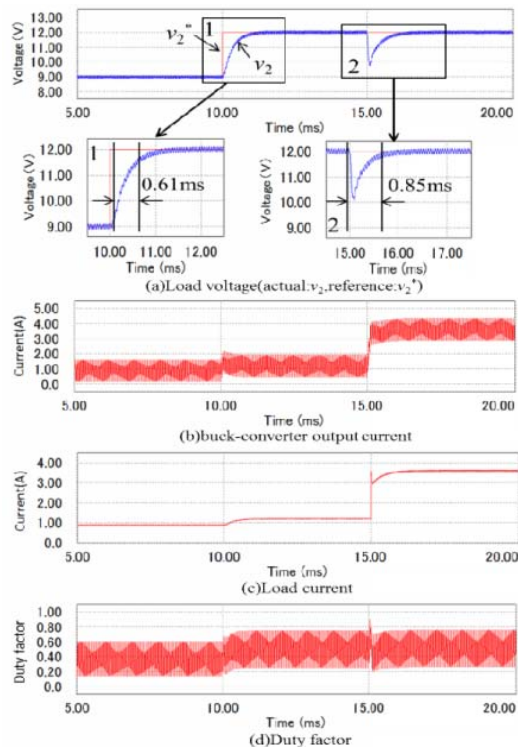 v2*
1
v2
2
Voltage(V)
12.00
11.00
10.00
9.00
8.00
5.00
10.00
15.00
20.00
Time (ms)
1
0.61ms
Voltage(V)
12.00
11.00
10.00
9.00
10.00
11.00
12.00
Time (ms)
2
0.85ms
Voltage(V)
12.00
11.00
10.00
9.00
15.00
16.00
17.00
Time (ms)
(a)Load voltage(actual:v2,reference:v2*)
Current(A)
5.00
4.00
3.00
2.00
1.00
0.00
5.00
10.00
15.00
20.00
Time (ms)
(b)buck-converter output current
Current(A)
4.00
3.00
2.00
1.00
0.00
5.00
10.00
15.00
20.00
Time (ms)
(c)Load current
Duty factor
1.00
0.80
0.60
0.40
0.20
0.0
5.00
10.00
15.00
20.00
Time (ms)
(d)Duty factor